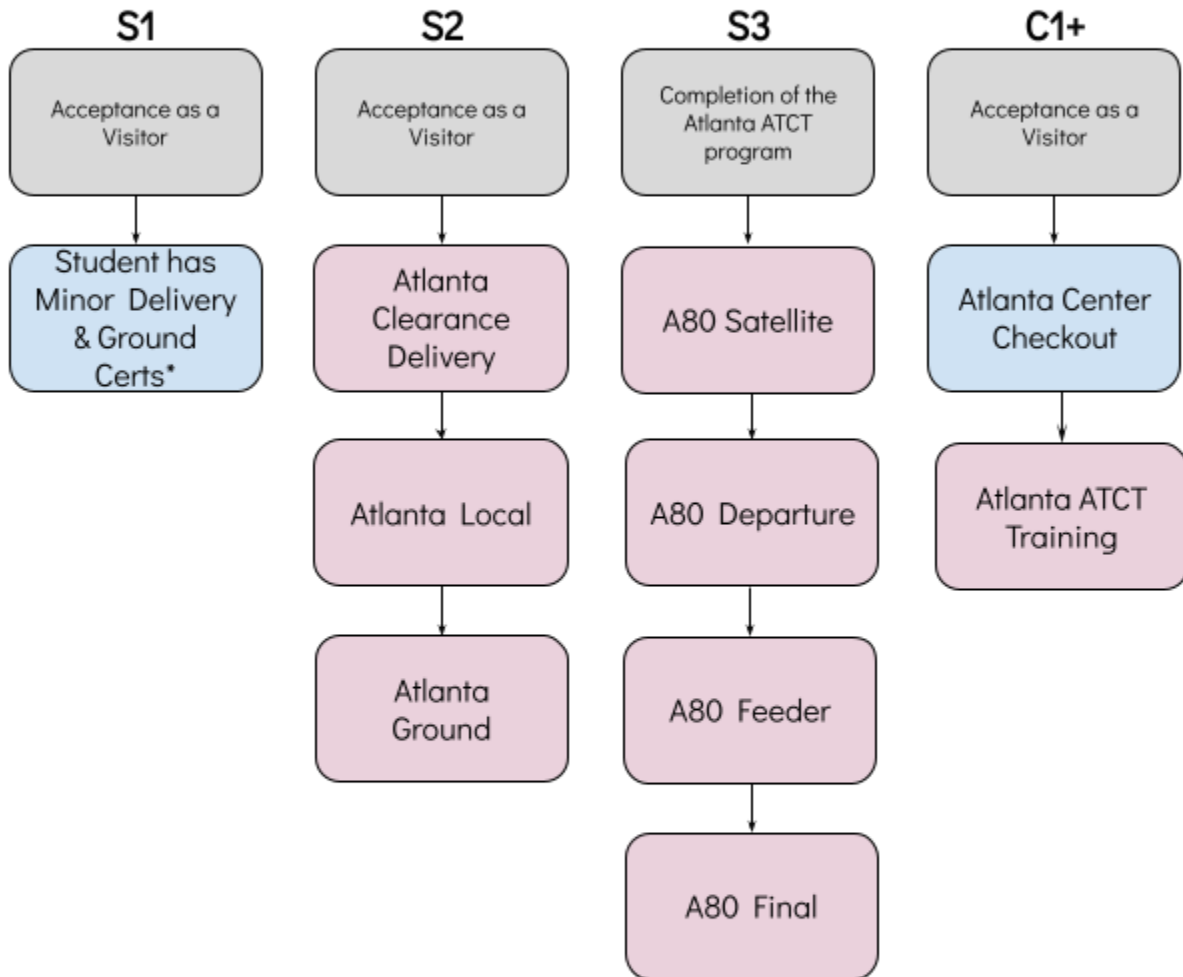 S1
Acceptance as a
Visitor
Student has
Minor Delivery
& Ground
Certs*
S2
Acceptance as a
Visitor
Atlanta
Clearance
Delivery
Atlanta Local
Atlanta
Ground
S3
Completion of the
Atlanta ATCT
program
A80 Satellite
A80 Departure
A80 Feeder
A80 Final
C1+
Acceptance as a
Visitor
Atlanta Center
Checkout
Atlanta ATCT
Training